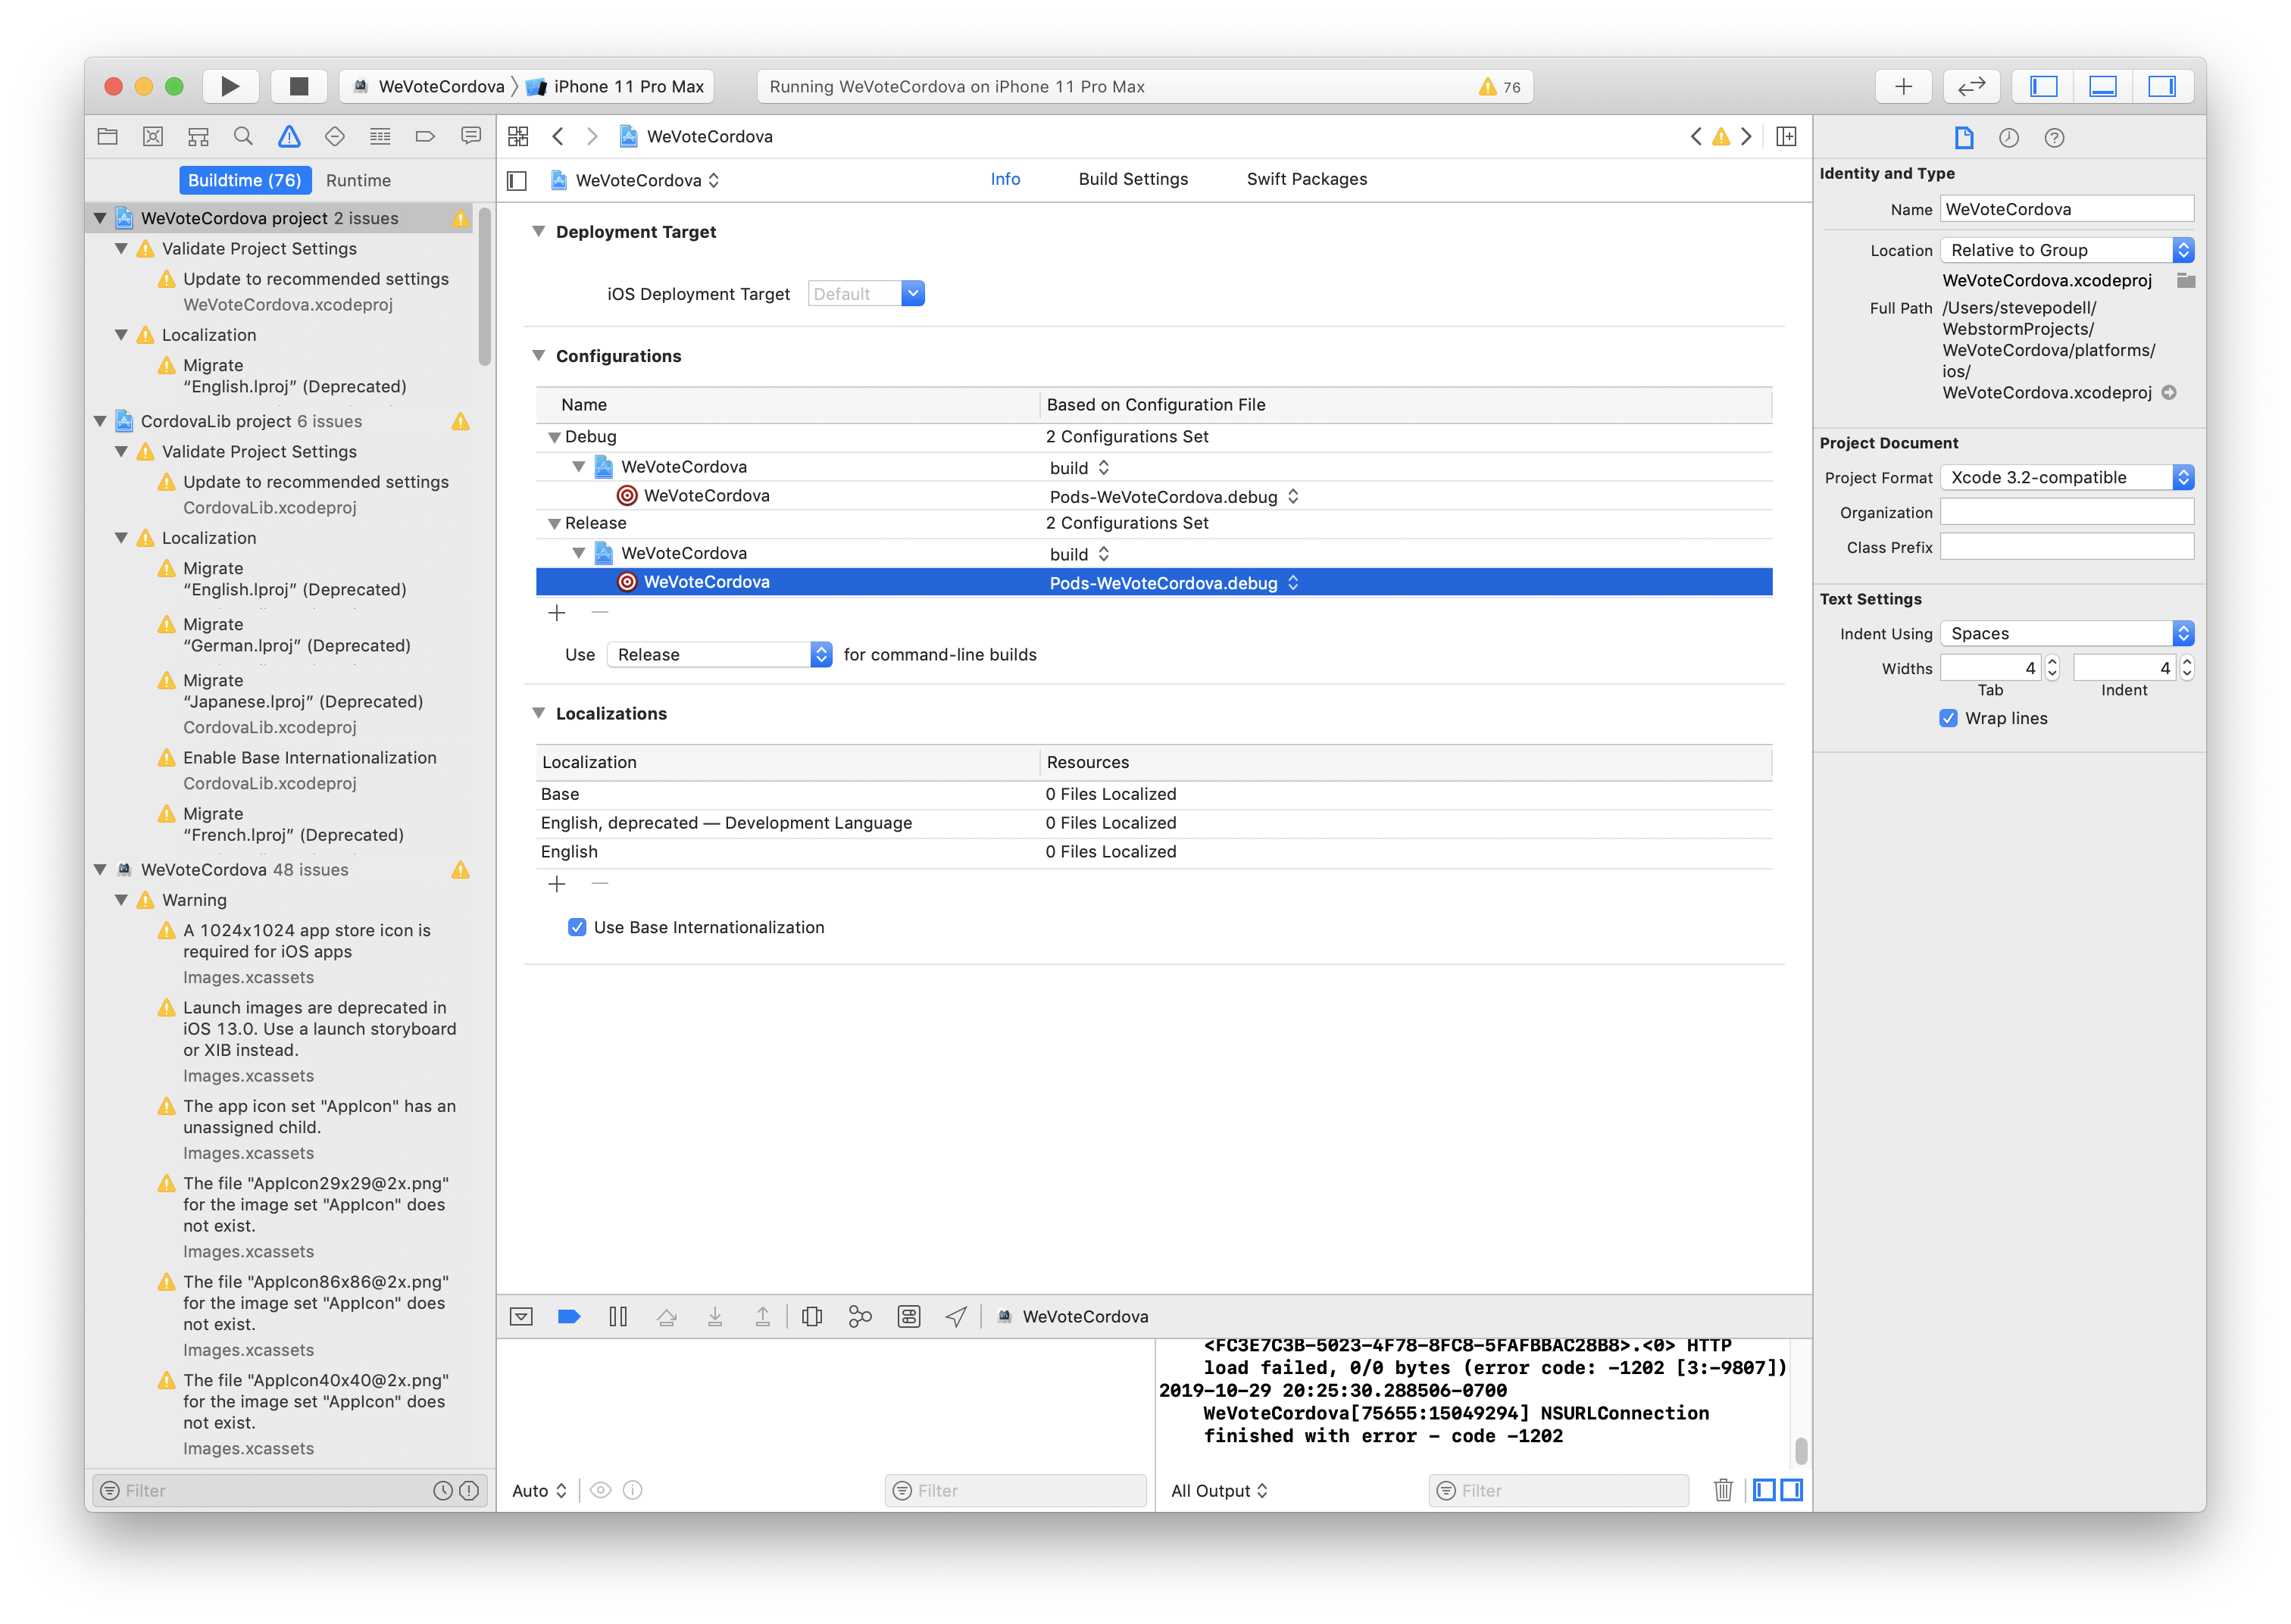 WeVoteCordova
iPhone 11 Pro Max
Running WeVoteCordova on iPhone 11 Pro Max
76
WeVoteCordova
Buildtime (76)
Runtime
WeVoteCordova
Info
Build Settings
Swift Packages
WeVoteCordova project 2 issues
Validate Project Settings
Update to recommended settings
WeVoteCordova.xcodeproj
Localization
Migrate
“English.lproj” (Deprecated)
CordovaLib project 6 issues
Validate Project Settings
Update to recommended settings
CordovaLib.xcodeproj
Localization
Migrate
“English.lproj” (Deprecated)
Migrate
“German.lproj” (Deprecated)
Migrate
“Japanese.lproj” (Deprecated)
CordovaLib.xcodeproj
Enable Base Internationalization
CordovaLib.xcodeproj
Migrate
“French.lproj” (Deprecated)
WeVoteCordova 48 issues
Warning
A 1024x1024 app store icon is
required for iOS apps
Images.xcassets
Launch images are deprecated in
iOS 13.0. Use a launch storyboard
or XIB instead.
Images.xcassets
The app icon set "AppIcon" has an
unassigned child.
Images.xcassets
The file "AppIcon29x29@2x.png"
for the image set "AppIcon" does
not exist.
Images.xcassets
The file "AppIcon86x86@2x.png"
for the image set "AppIcon" does
not exist.
Images.xcassets
The file "AppIcon40x40@2x.png"
for the image set "AppIcon" does
not exist.
Images.xcassets
Filter
Deployment Target
iOS Deployment Target
Default
Configurations
Name
Based on Configuration File
Debug
2 Configurations Set
WeVoteCordova
build
WeVoteCordova
Pods-WeVoteCordova.debug
Release
2 Configurations Set
WeVoteCordova
build
WeVoteCordova
Pods-WeVoteCordova.debug
Use Release for command-line builds
Localizations
Localization
Resources
Base
0 Files Localized
English, deprecated — Development Language
0 Files Localized
English
0 Files Localized
Use Base Internationalization
WeVoteCordova
<FC3E7C3B-5023-4F78-8FC8-5FAFBBAC28B8>.<0> HTTP
load failed, 0/0 bytes (error code: -1202 [3:-9807])
2019-10-29 20:25:30.288506-0700
WeVoteCordova[75655:15049294] NSURLConnection
finished with error - code -1202
Auto
Filter
All Output
Filter
Identity and Type
Name WeVoteCordova
Location Relative to Group
WeVoteCordova.xcodeproj
Full Path /Users/stevepodell/
WebstormProjects/
WeVoteCordova/platforms/
ios/
WeVoteCordova.xcodeproj
Project Document
Project Format Xcode 3.2-compatible
Organization
Class Prefix
Text Settings
Indent Using Spaces
Widths 4 4
Tab Indent
Wrap lines